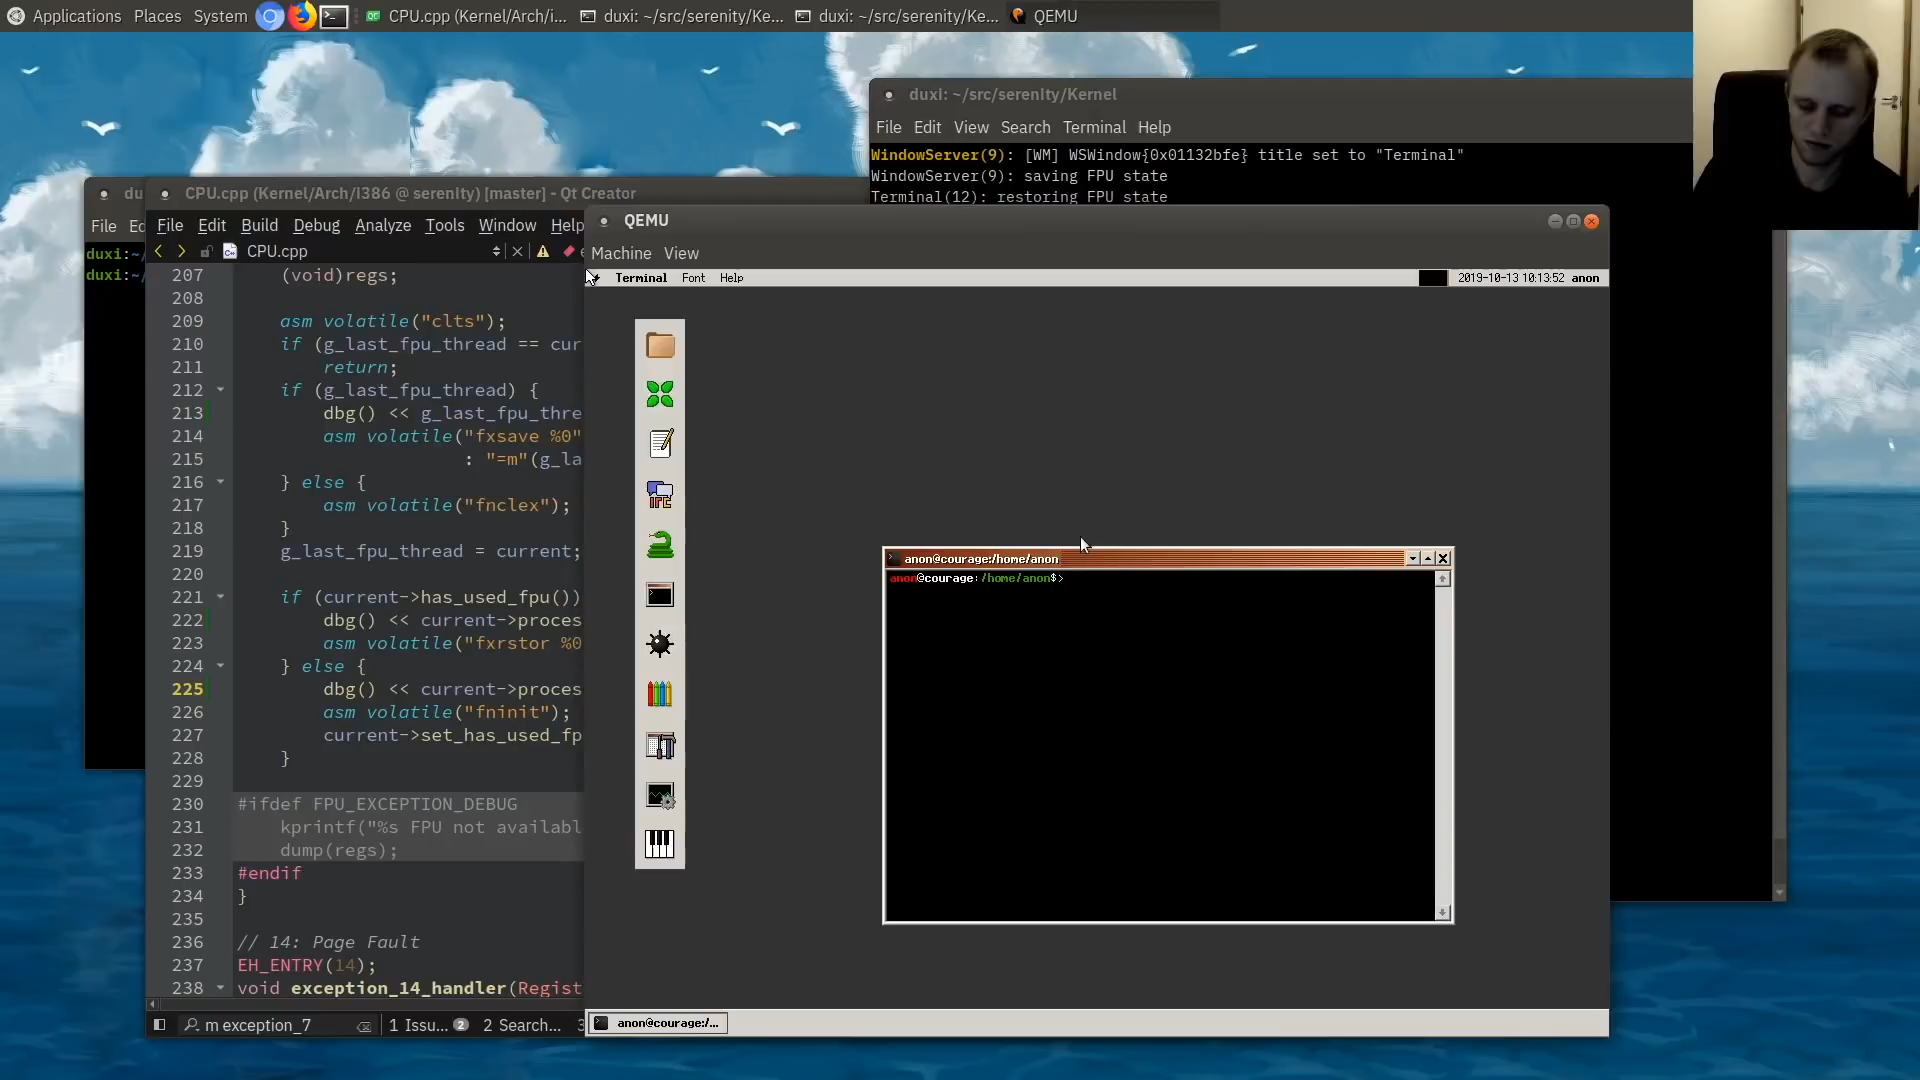 Applications Places System CPU.cpp (Kernel/Arch/i... duxi: ~/src/serenity/Ke... duxi: ~/src/serenity/Ke... QEMU
duxi: ~/src/serenity/Kernel
File Edit View Search Terminal Help
WindowServer(9): [WM] WSWindow{0x01132bfe} title set to "Terminal"
WindowServer(9): saving FPU state
Terminal(12): restoring FPU state
du
File Ed
duxi:~/
duxi:~/
CPU.cpp (Kernel/Arch/i386 @ serenity) [master] - Qt Creator
File Edit Build Debug Analyze Tools Window Help
CPU.cpp
207 (void)regs;
208
209 asm volatile("clts");
210 if (g_last_fpu_thread == cur
211 return;
212 if (g_last_fpu_thread) {
213 dbg() << g_last_fpu_thre
214 asm volatile("fxsave %0"
215 : "=m"(g_la
216 } else {
217 asm volatile("fnclex");
218 }
219 g_last_fpu_thread = current;
220
221 if (current->has_used_fpu())
222 dbg() << current->proces
223 asm volatile("fxrstor %0
224 } else {
225 dbg() << current->proces
226 asm volatile("fninit");
227 current->set_has_used_fp
228 }
229
230 #ifdef FPU_EXCEPTION_DEBUG
231 kprintf("%s FPU not availabl
232 dump(regs);
233 #endif
234 }
235
236 // 14: Page Fault
237 EH_ENTRY(14);
238 void exception_14_handler(Regist
m exception_7 1 Issu... 2 2 Search... 3
QEMU
Machine View
Terminal Font Help 2019-10-13 10:13:52 anon
irc
anon@courage:/home/anon
anon@courage:/home/anon$>
anon@courage:/...